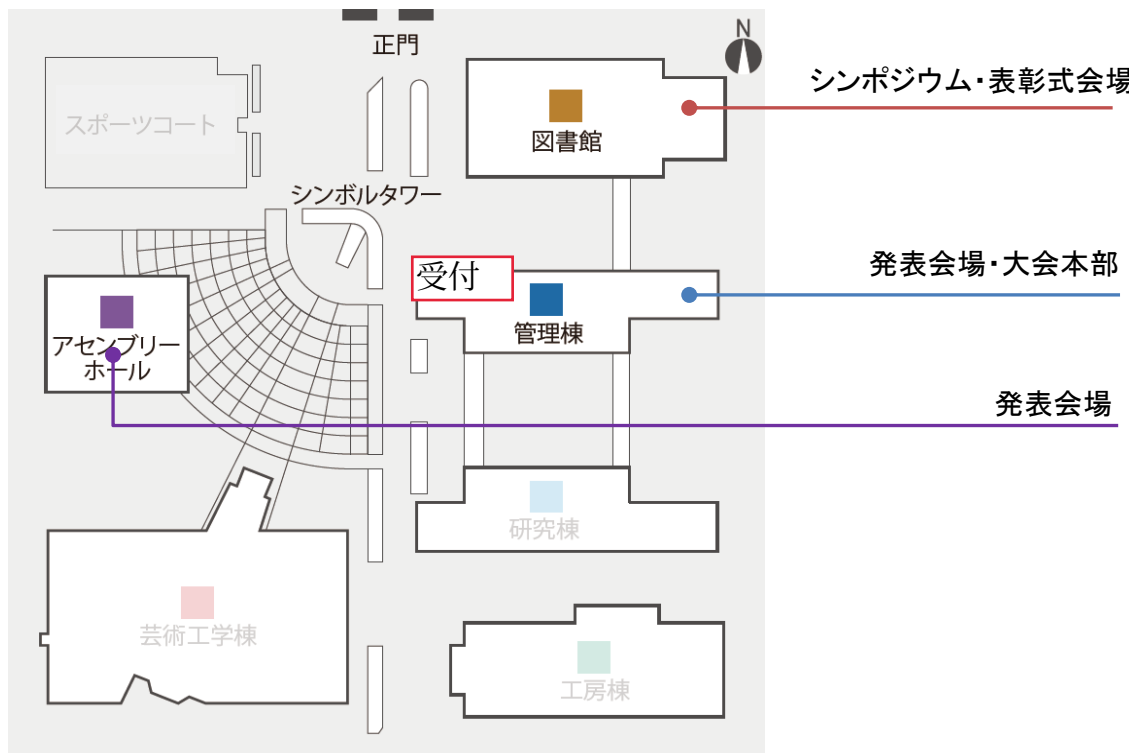 正門
N
シンポジウム・表彰式会場
スポーツコート
図書館
シンボルタワー
受付
発表会場・大会本部
管理棟
アセンブリー
ホール
発表会場
研究棟
芸術工学棟
工房棟